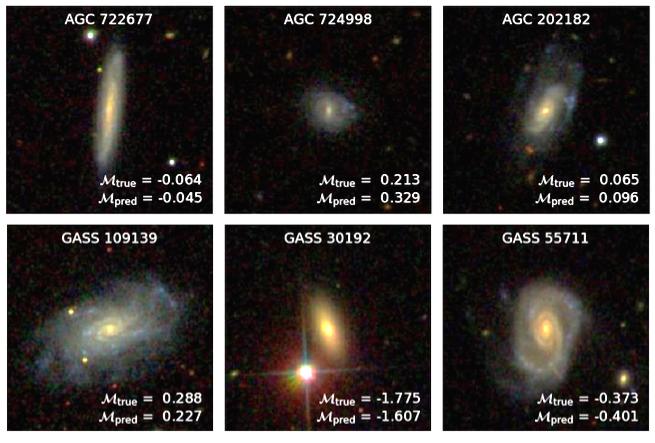 AGC 722677
ℳtrue = -0.064
ℳpred = -0.045
AGC 724998
ℳtrue = 0.213
ℳpred = 0.329
AGC 202182
ℳtrue = 0.065
ℳpred = 0.096
GASS 109139
ℳtrue = 0.288
ℳpred = 0.227
GASS 30192
ℳtrue = -1.775
ℳpred = -1.607
GASS 55711
ℳtrue = -0.373
ℳpred = -0.401